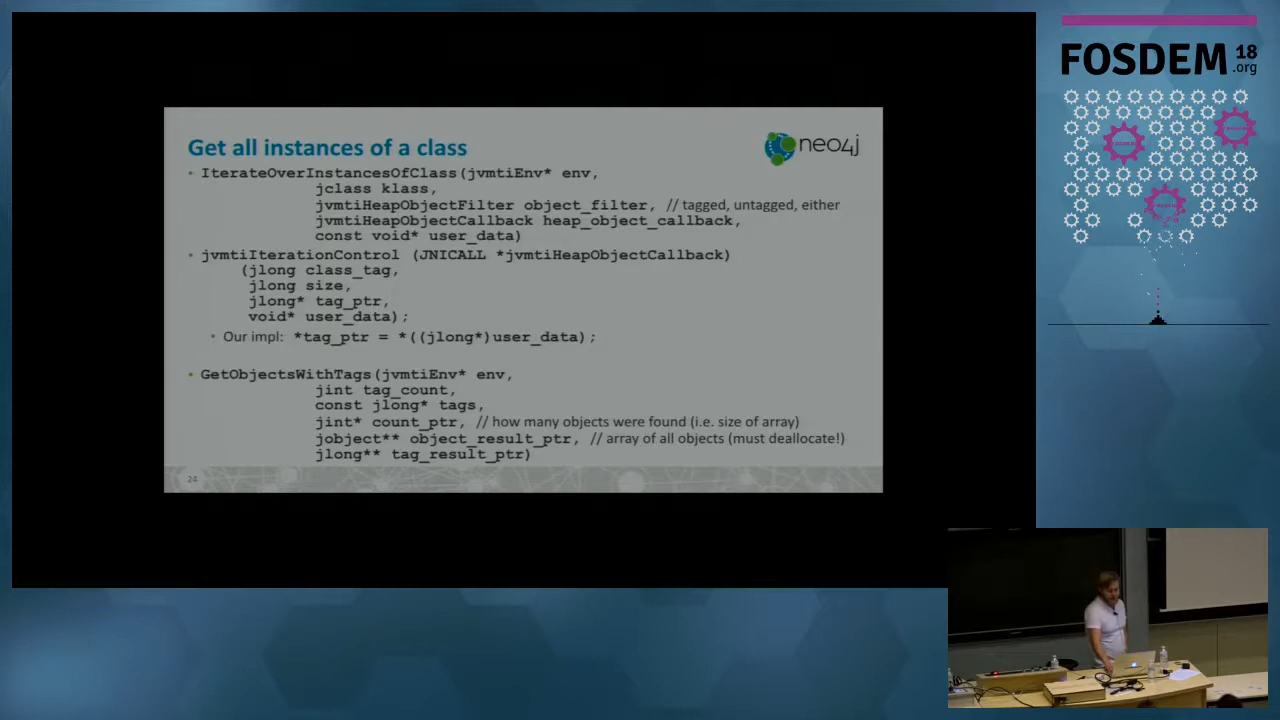 FOSDEM 18
.org
Get all instances of a class
neo4j
• IterateOverInstancesOfClass(jvmtiEnv* env,
jclass klass,
jvmtiHeapObjectFilter object_filter, // tagged, untagged, either
jvmtiHeapObjectCallback heap_object_callback,
const void* user_data)
• jvmtiIterationControl (JNICALL *jvmtiHeapObjectCallback)
(jlong class_tag,
jlong size,
jlong* tag_ptr,
void* user_data);
• Our impl: *tag_ptr = *((jlong*)user_data);
• GetObjectsWithTags(jvmtiEnv* env,
jint tag_count,
const jlong* tags,
jint* count_ptr, // how many objects were found (i.e. size of array)
jobject** object_result_ptr, // array of all objects (must deallocate!)
jlong** tag_result_ptr)
24